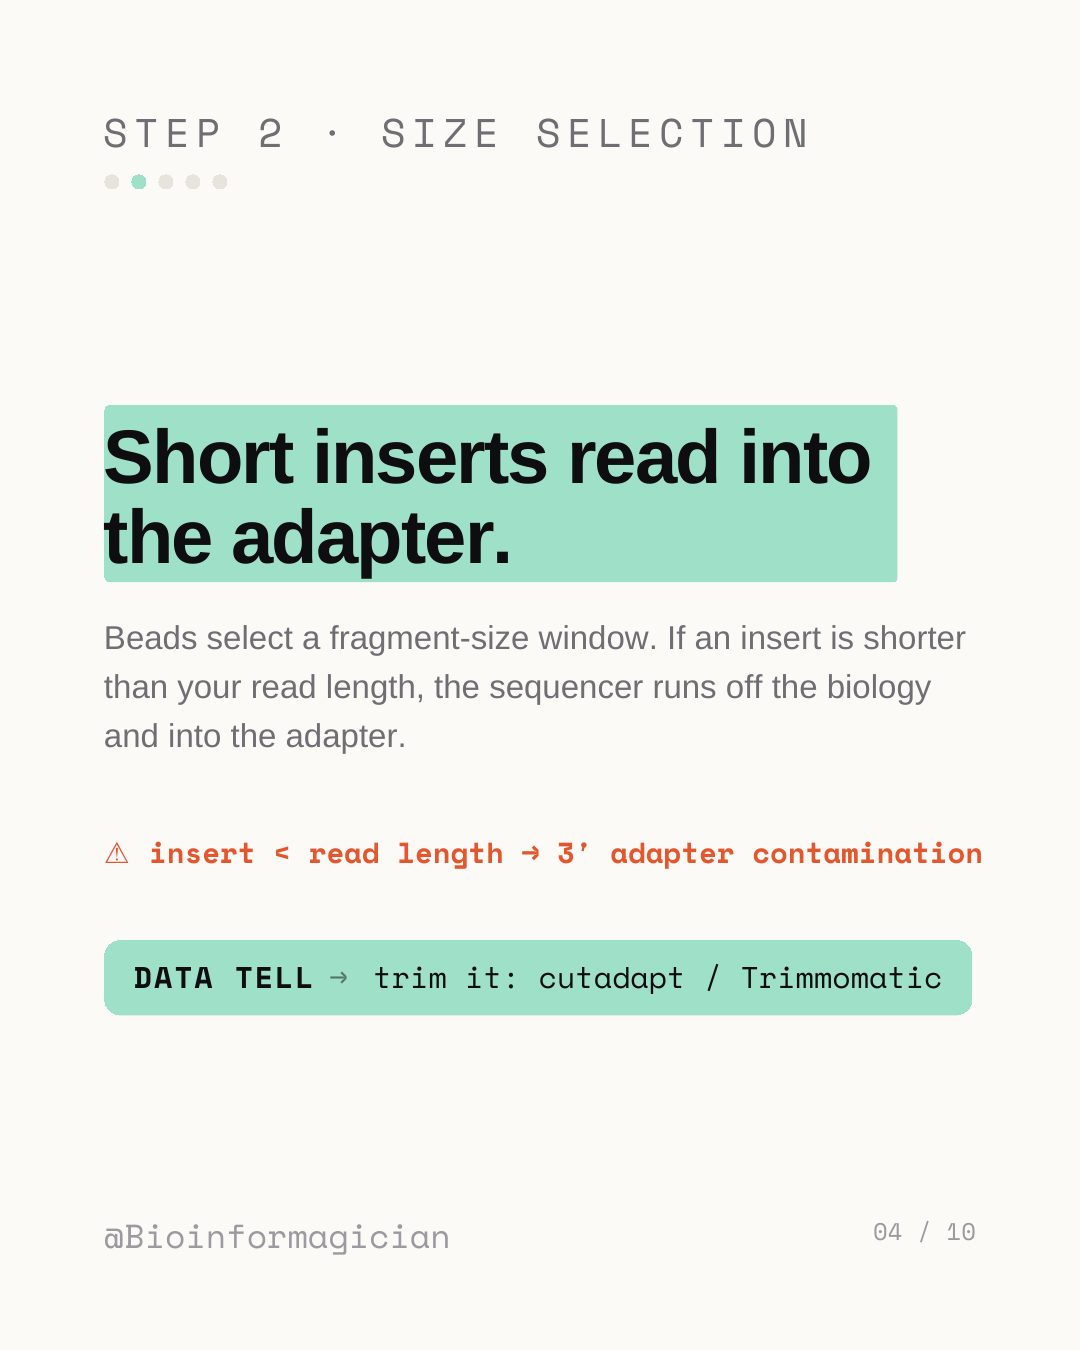 STEP 2 · SIZE SELECTION
Short inserts read into
the adapter.
Beads select a fragment-size window. If an insert is shorter
than your read length, the sequencer runs off the biology
and into the adapter.
⚠ insert < read length → 3′ adapter contamination
DATA TELL → trim it: cutadapt / Trimmomatic
@Bioinformagician
04 / 10